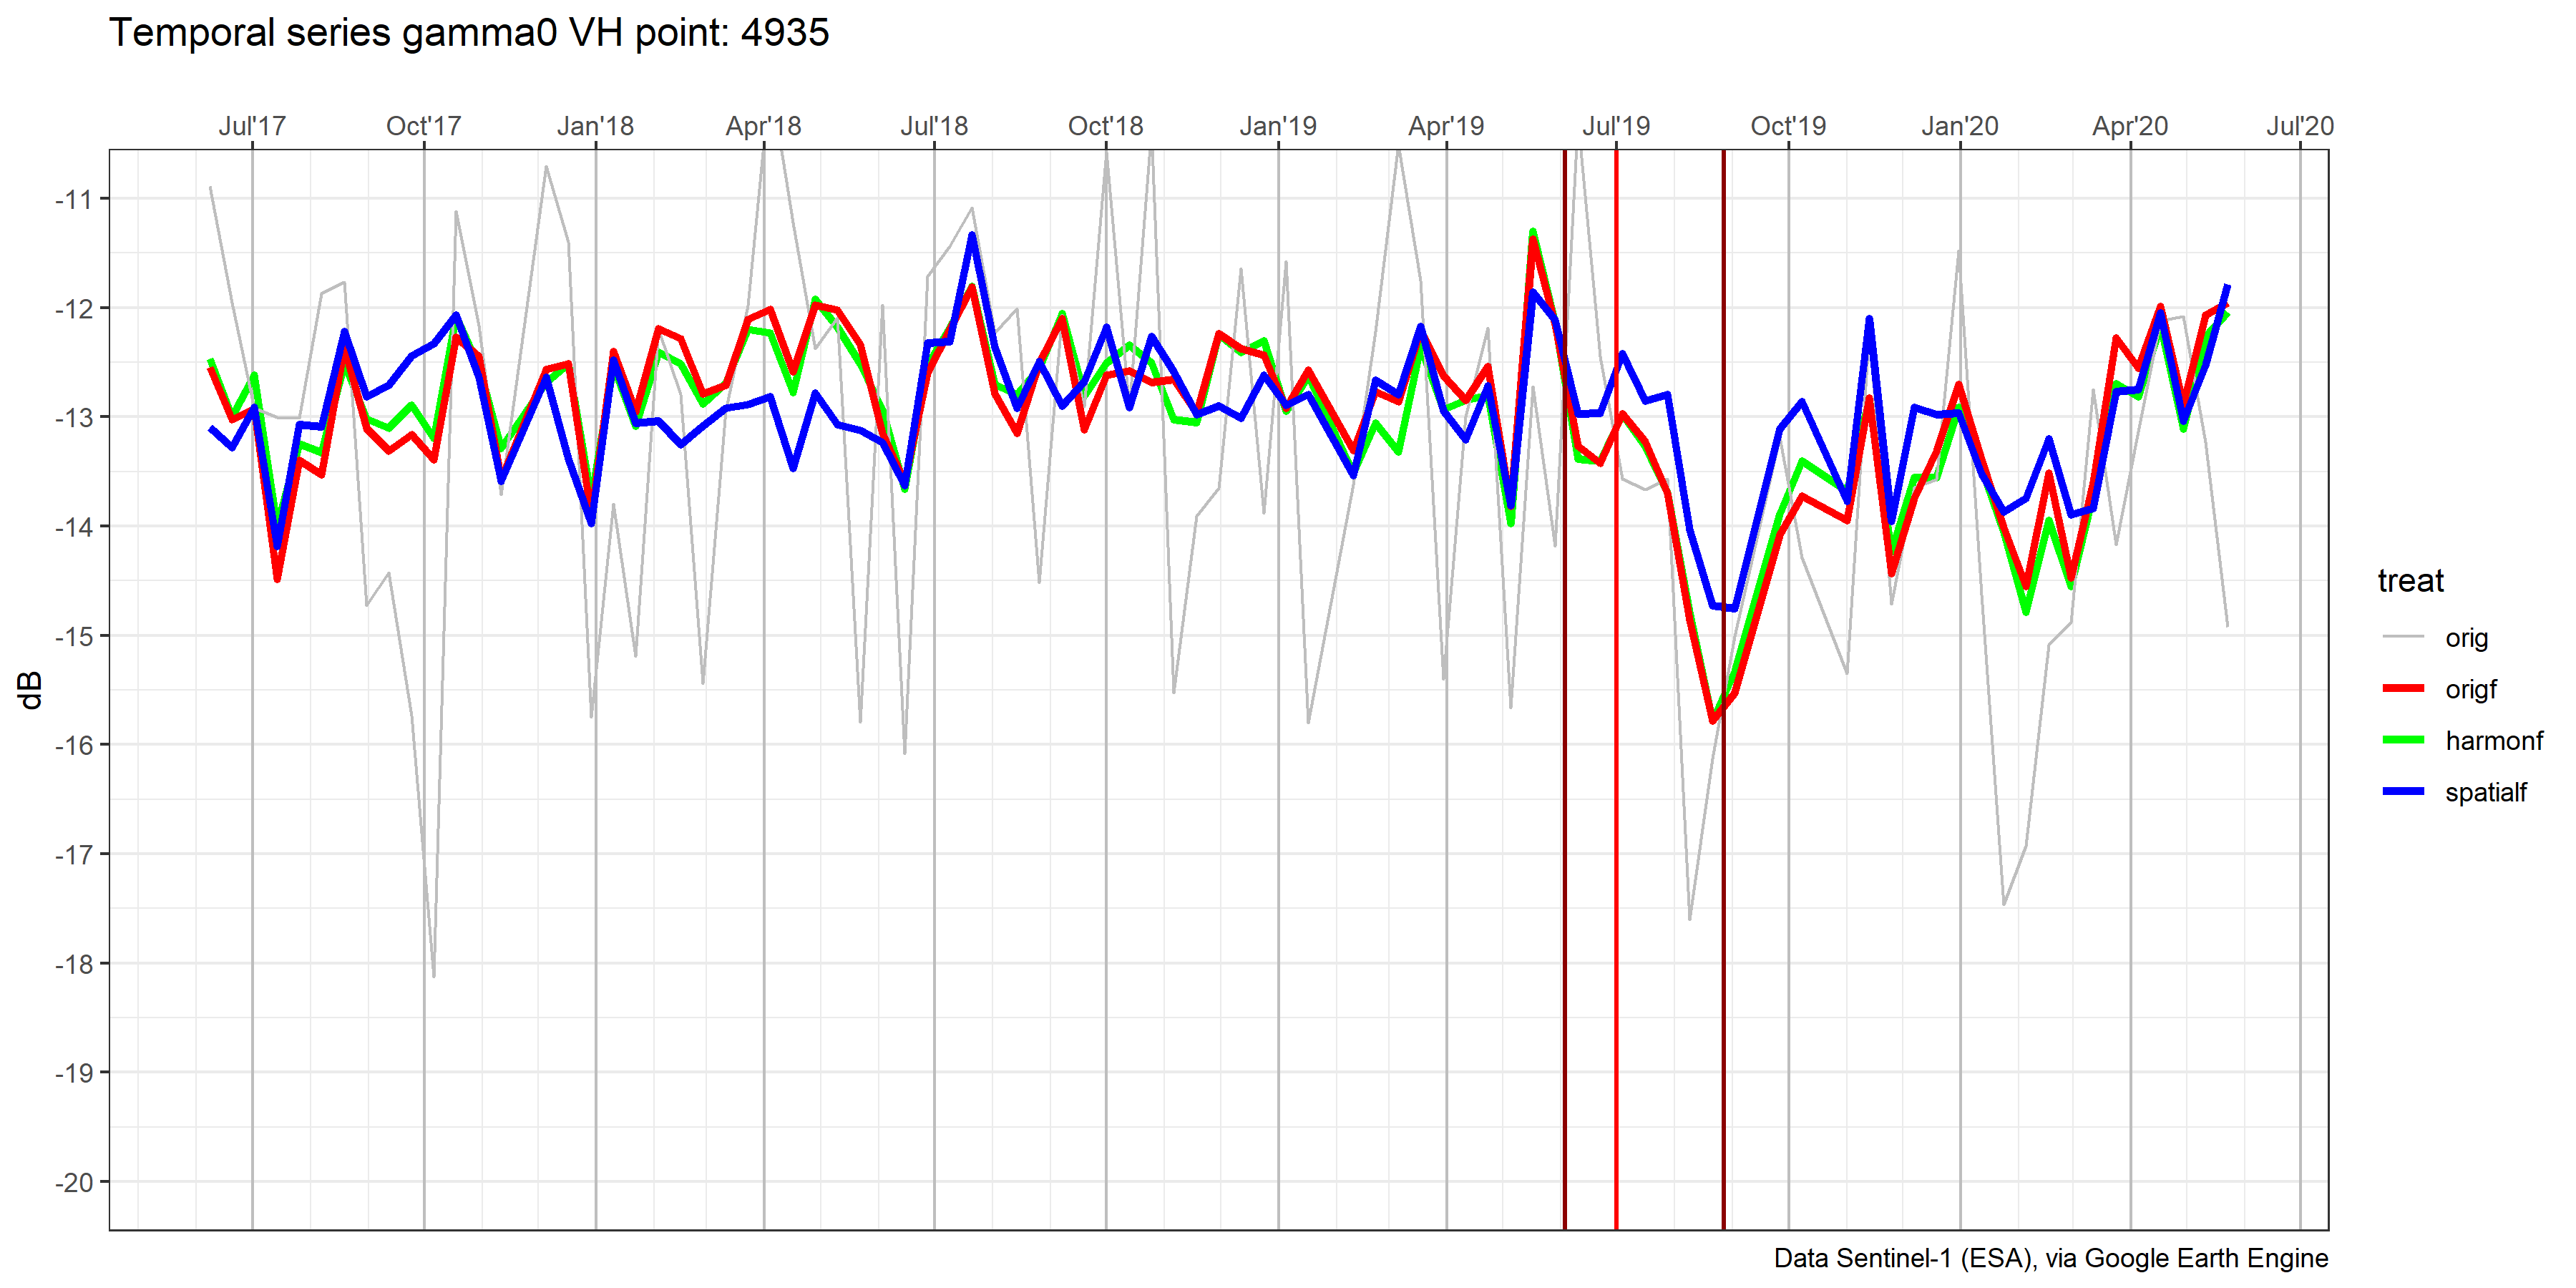 Temporal series gamma0 VH point: 4935
Jul'17 Oct'17 Jan'18 Apr'18 Jul'18 Oct'18 Jan'19 Apr'19 Jul'19 Oct'19 Jan'20 Apr'20 Jul'20
-11
-12
-13
-14
-15
-16
-17
-18
-19
-20
dB
treat
orig
origf
harmonf
spatialf
Data Sentinel-1 (ESA), via Google Earth Engine